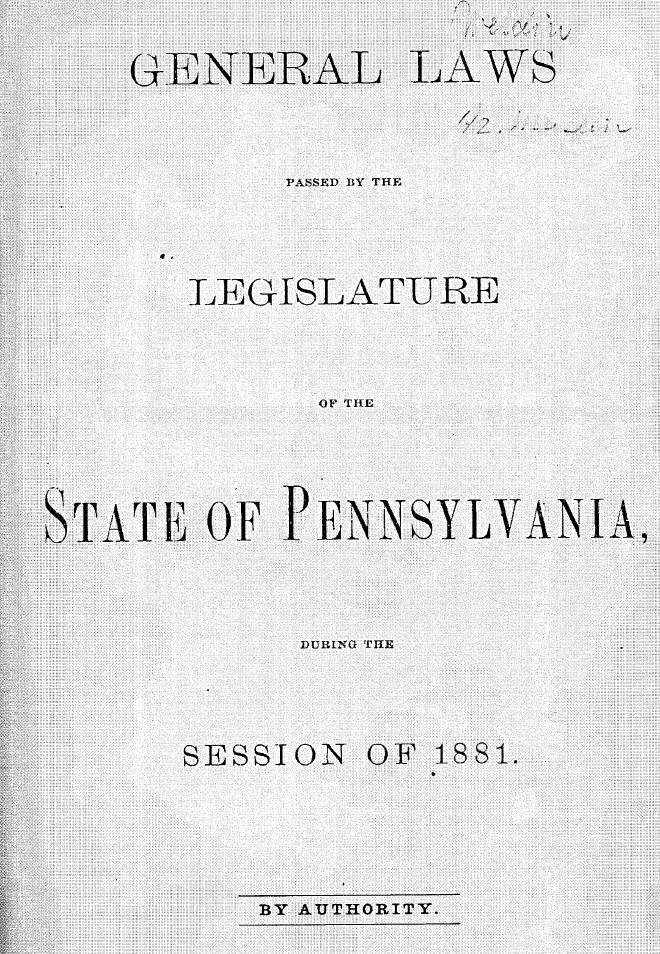 GENERAL LAWS
PASSED BY THE
LEGISLATURE
OF THE
STATE OF PENNSYLVANIA,
DURING THE
SESSION OF 1881.
BY AUTHORITY.